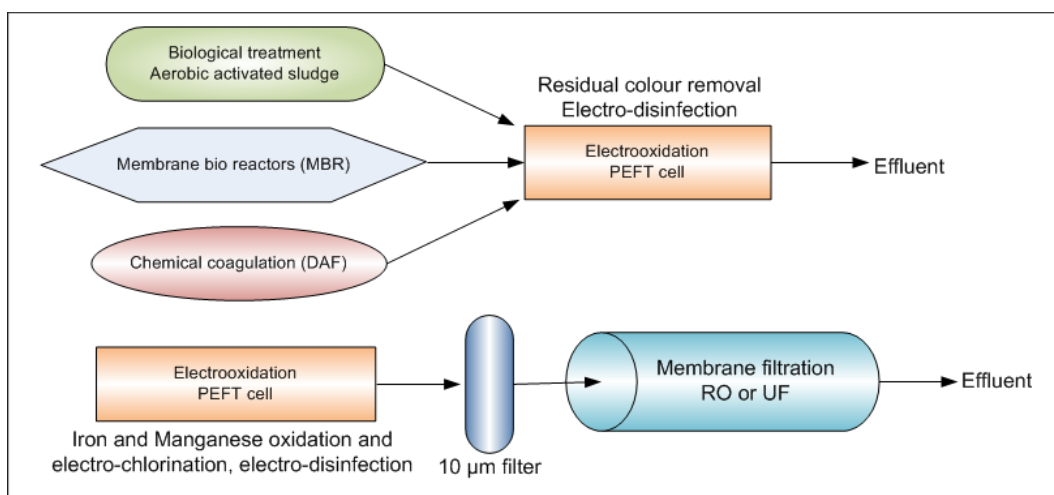 Biological treatment
Aerobic activated sludge
Residual colour removal
Electro-disinfection
Membrane bio reactors (MBR)
Electrooxidation
PEFT cell
Effluent
Chemical coagulation (DAF)
Electrooxidation
PEFT cell
Iron and Manganese oxidation and
electro-chlorination, electro-disinfection
10 µm filter
Membrane filtration
RO or UF
Effluent